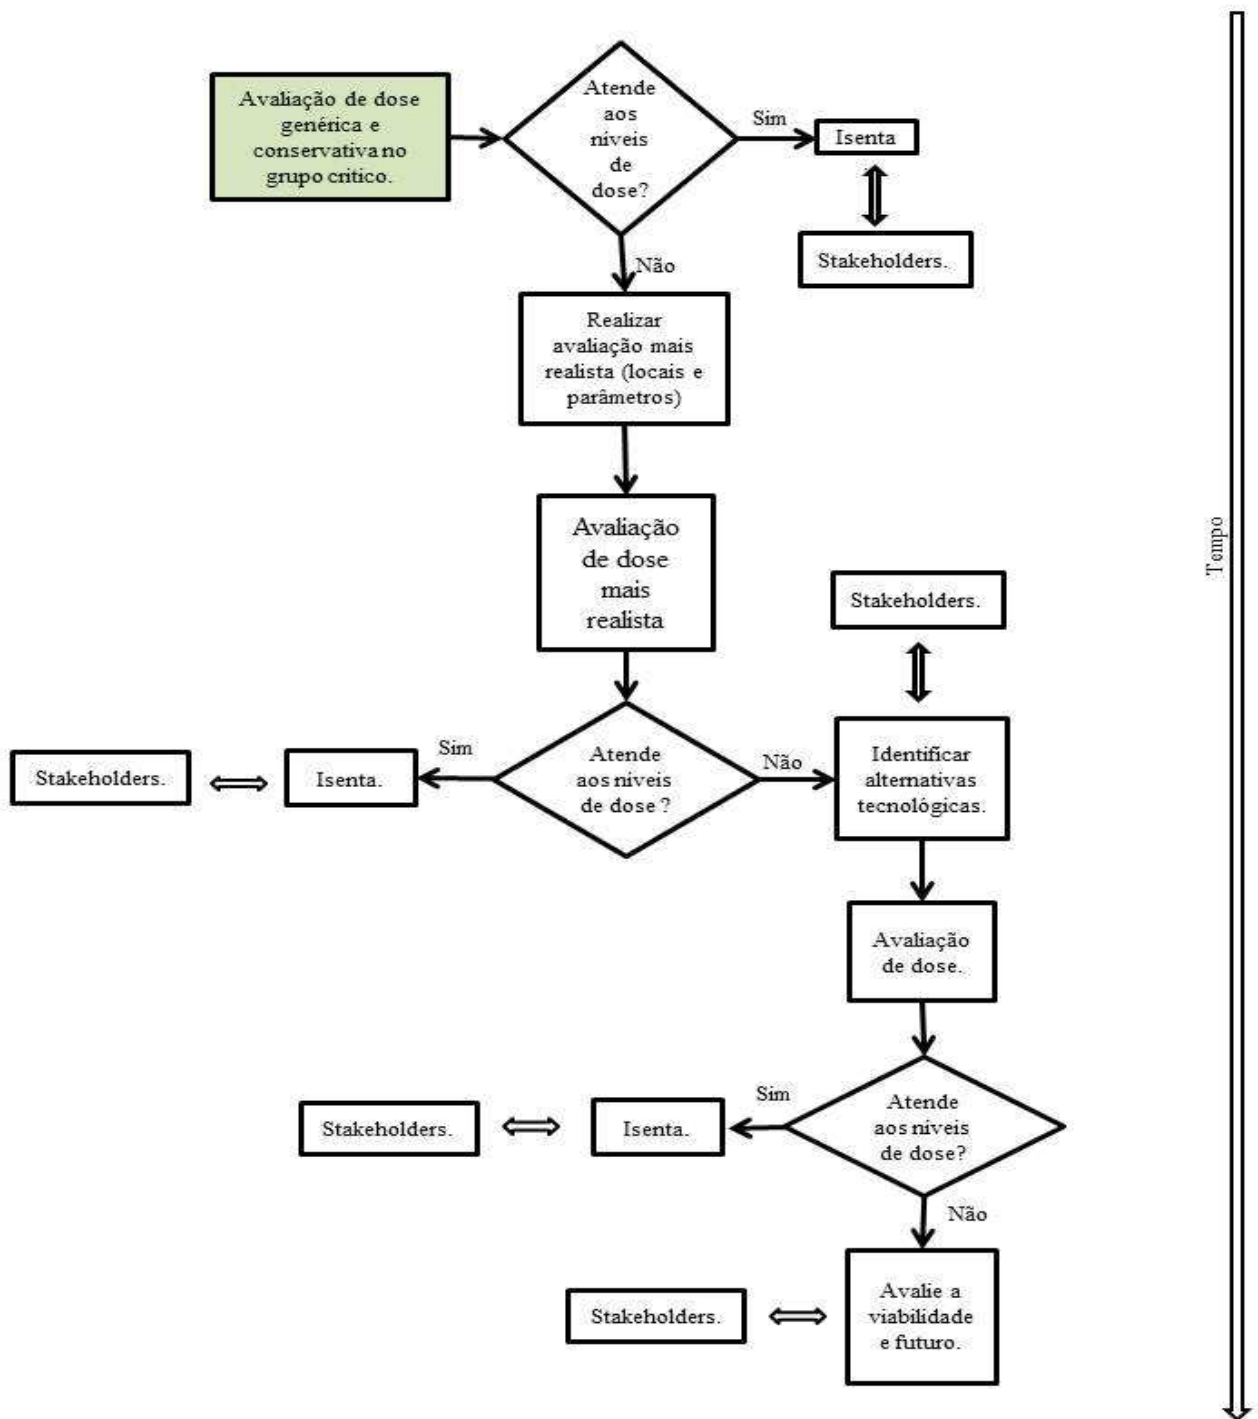 Avaliação de dose
genérica e
conservativa no
grupo critico.
Atende
aos
níveis
de
dose?
Sim
Isenta
Stakeholders.
Não
Realizar
avaliação mais
realista (locais e
parâmetros)
Avaliação
de dose
mais
realista
Tempo
Stakeholders.
Stakeholders.
Isenta.
Sim
Atende
aos níveis
de dose ?
Não
Identificar
alternativas
tecnológicas.
Avaliação
de dose.
Stakeholders.
Isenta.
Sim
Atende
aos níveis
de dose?
Não
Stakeholders.
Avalie a
viabilidade
e futuro.